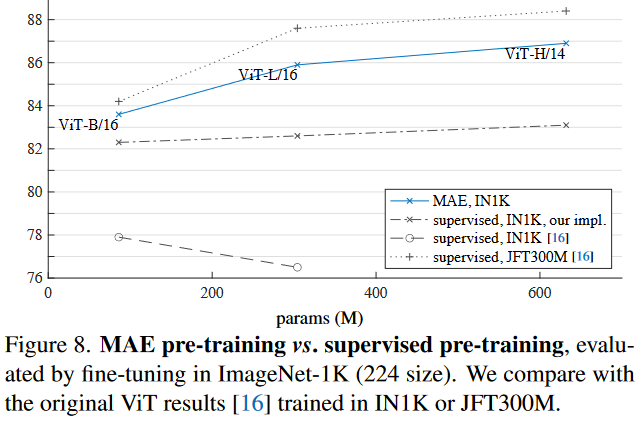 88
86
84
82
80
78
76
0
200
400
600
params (M)
ViT-B/16
ViT-L/16
ViT-H/14
MAE, IN1K
supervised, IN1K, our impl.
supervised, IN1K [16]
supervised, JFT300M [16]
Figure 8. MAE pre-training vs. supervised pre-training, evalu-
ated by fine-tuning in ImageNet-1K (224 size). We compare with
the original ViT results [16] trained in IN1K or JFT300M.